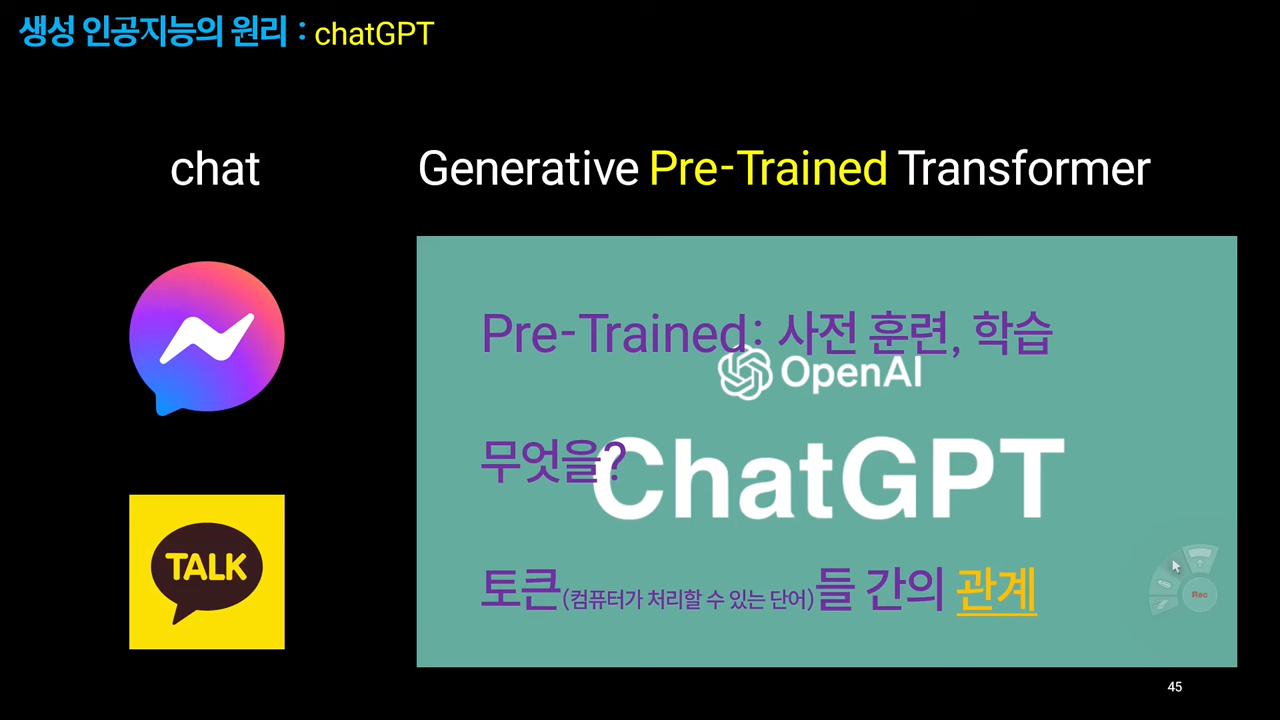 생성 인공지능의 원리 : chatGPT
chat
Generative Pre-Trained Transformer
Pre-Trained: 사전 훈련, 학습
OpenAI
무엇을?
ChatGPT
TALK
토큰(컴퓨터가 처리할 수 있는 단어)들 간의 관계
Rec
45